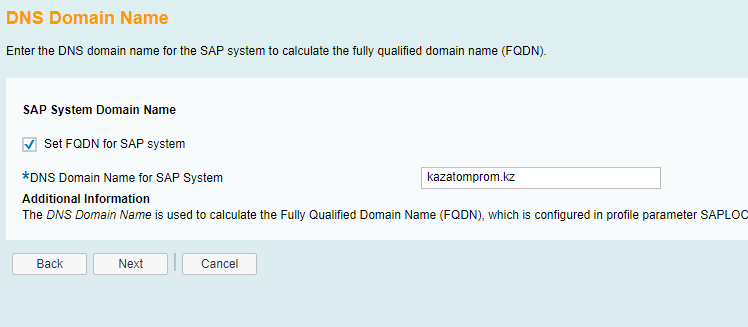 DNS Domain Name
Enter the DNS domain name for the SAP system to calculate the fully qualified domain name (FQDN).
SAP System Domain Name
Set FQDN for SAP system
*DNS Domain Name for SAP System kazatomprom.kz
Additional Information
The DNS Domain Name is used to calculate the Fully Qualified Domain Name (FQDN), which is configured in profile parameter SAPLOC
Back Next Cancel